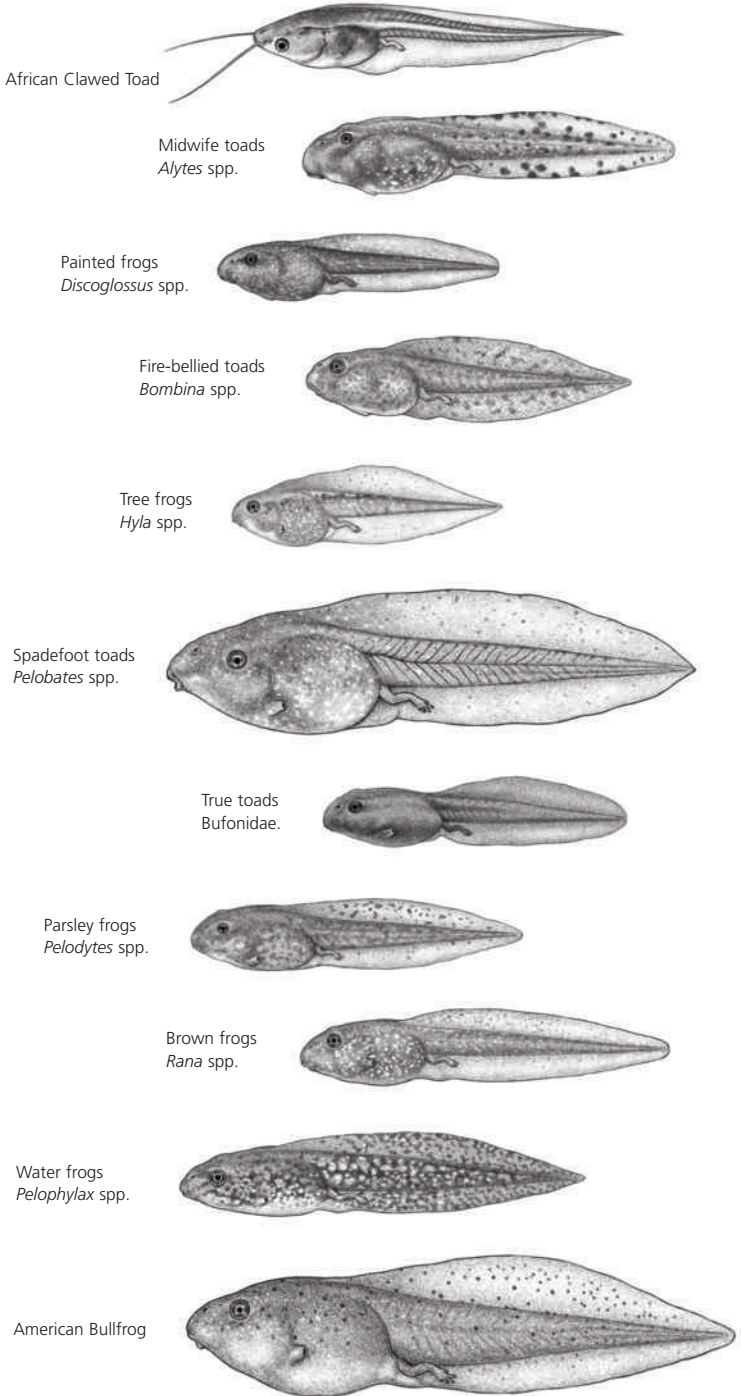 African Clawed Toad
Midwife toads
Alytes spp.
Painted frogs
Discoglossus spp.
Fire-bellied toads
Bombina spp.
Tree frogs
Hyla spp.
Spadefoot toads
Pelobates spp.
True toads
Bufonidae.
Parsley frogs
Pelodytes spp.
Brown frogs
Rana spp.
Water frogs
Pelophylax spp.
American Bullfrog